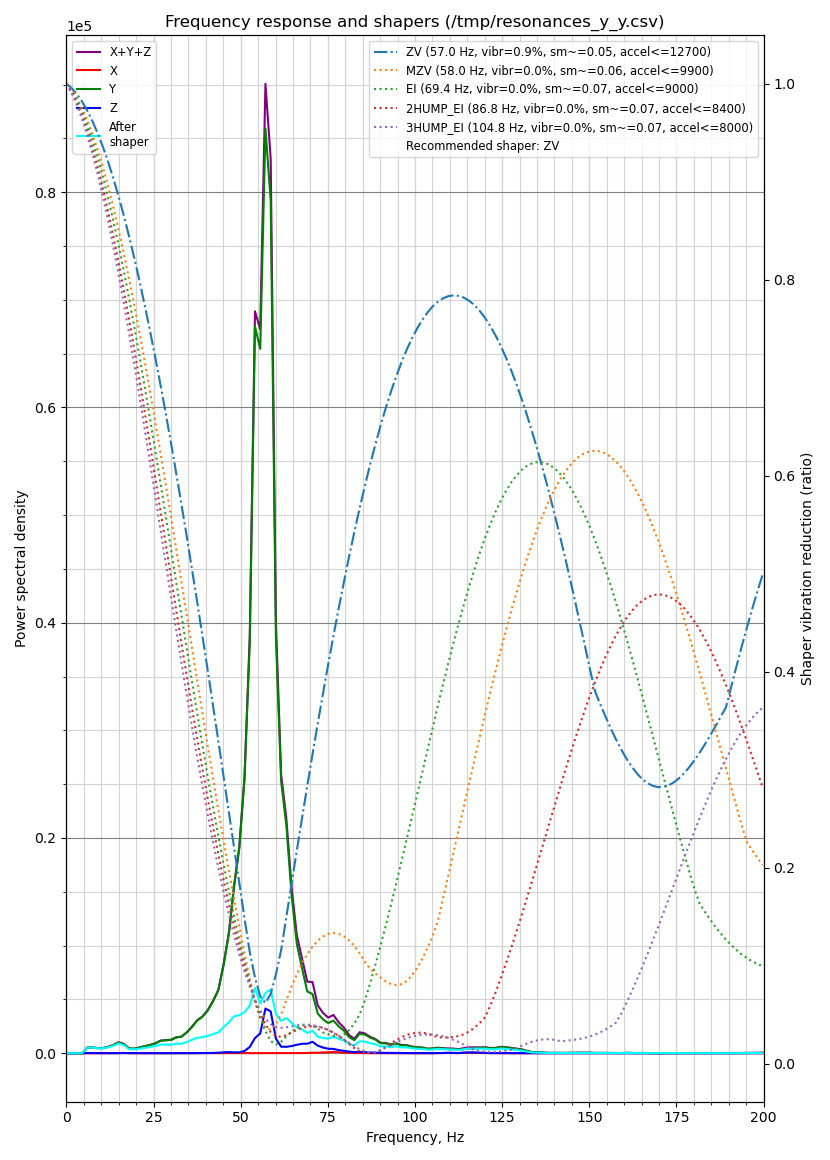 Frequency response and shapers (/tmp/resonances_y_y.csv)
1e5
X+Y+Z
X
Y
Z
After
shaper
ZV (57.0 Hz, vibr=0.9%, sm~=0.05, accel<=12700)
MZV (58.0 Hz, vibr=0.0%, sm~=0.06, accel<=9900)
EI (69.4 Hz, vibr=0.0%, sm~=0.07, accel<=9000)
2HUMP_EI (86.8 Hz, vibr=0.0%, sm~=0.07, accel<=8400)
3HUMP_EI (104.8 Hz, vibr=0.0%, sm~=0.07, accel<=8000)
Recommended shaper: ZV
Power spectral density
0.8
0.6
0.4
0.2
0.0
1.0
0.8
0.6
0.4
0.2
0.0
Shaper vibration reduction (ratio)
0 25 50 75 100 125 150 175 200
Frequency, Hz